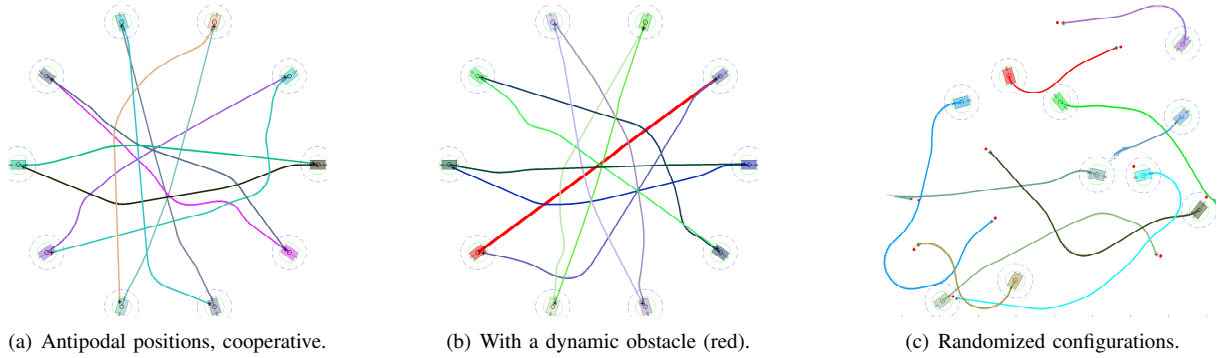 (a) Antipodal positions, cooperative.
(b) With a dynamic obstacle (red).
(c) Randomized configurations.